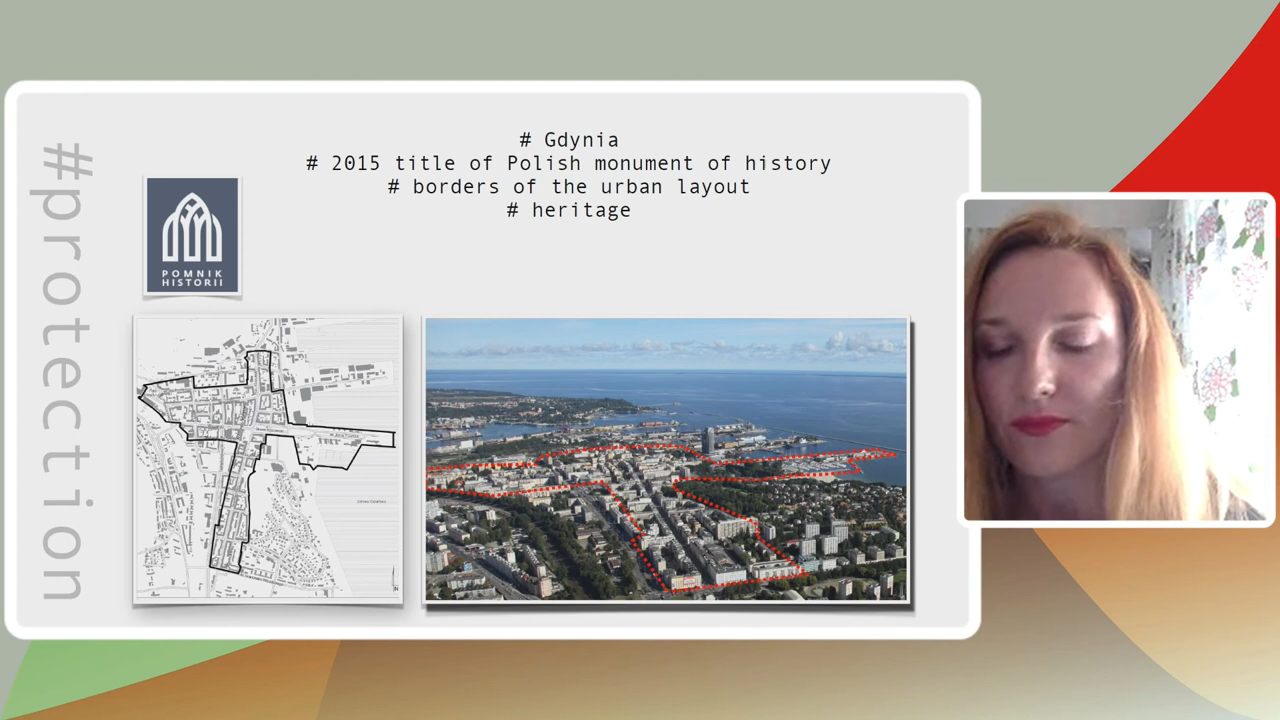 #protection
# Gdynia
# 2015 title of Polish monument of history
# borders of the urban layout
# heritage
POMNIK
HISTORII